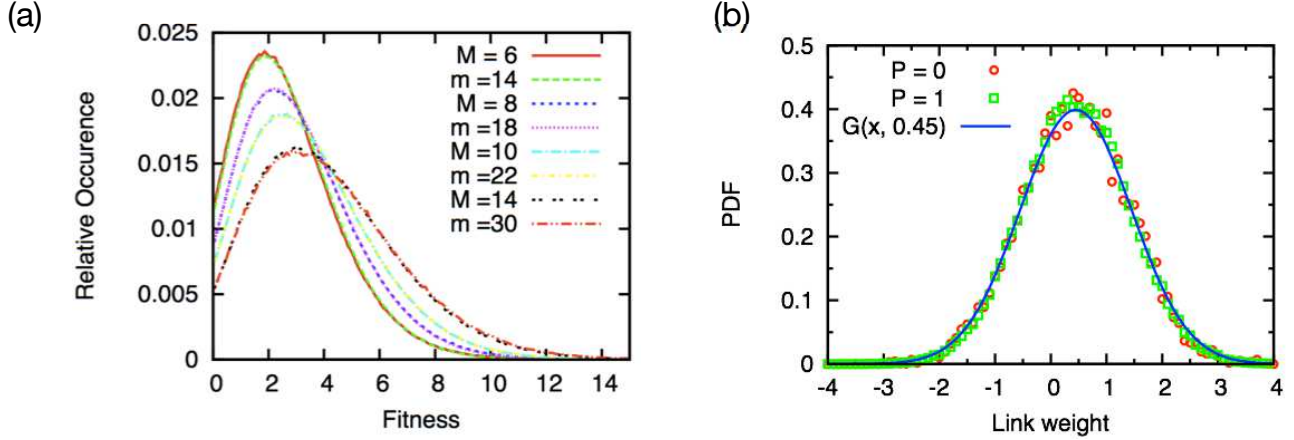 (a)
0.025
0.02
0.015
0.01
0.005
0
Relative Occurence
M = 6
m =14
M = 8
m =18
M =10
m =22
M =14
m =30
0 2 4 6 8 10 12 14
Fitness
(b)
0.5
0.4
0.3
0.2
0.1
0
PDF
P = 0
P = 1
G(x, 0.45)
-4 -3 -2 -1 0 1 2 3 4
Link weight